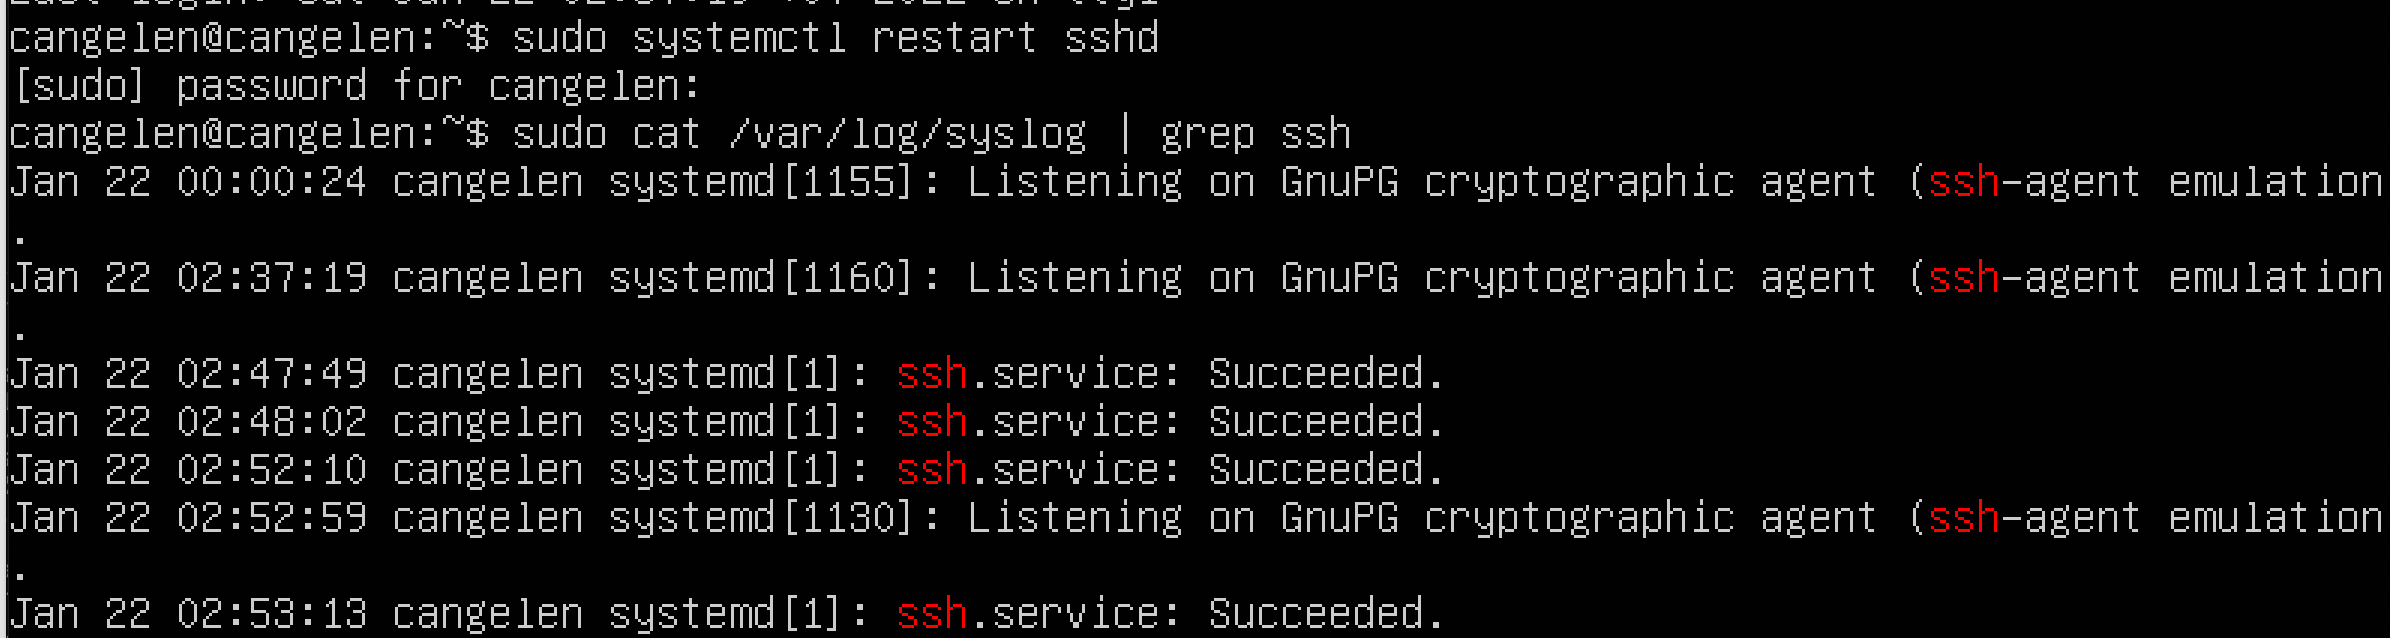 cangelen@cangelen:~$ sudo systemctl restart sshd
[sudo] password for cangelen:
cangelen@cangelen:~$ sudo cat /var/log/syslog | grep ssh
Jan 22 00:00:24 cangelen systemd[1155]: Listening on GnuPG cryptographic agent (ssh-agent emulation
.
Jan 22 02:37:19 cangelen systemd[1160]: Listening on GnuPG cryptographic agent (ssh-agent emulation
.
Jan 22 02:47:49 cangelen systemd[1]: ssh.service: Succeeded.
Jan 22 02:48:02 cangelen systemd[1]: ssh.service: Succeeded.
Jan 22 02:52:10 cangelen systemd[1]: ssh.service: Succeeded.
Jan 22 02:52:59 cangelen systemd[1130]: Listening on GnuPG cryptographic agent (ssh-agent emulation
.
Jan 22 02:53:13 cangelen systemd[1]: ssh.service: Succeeded.